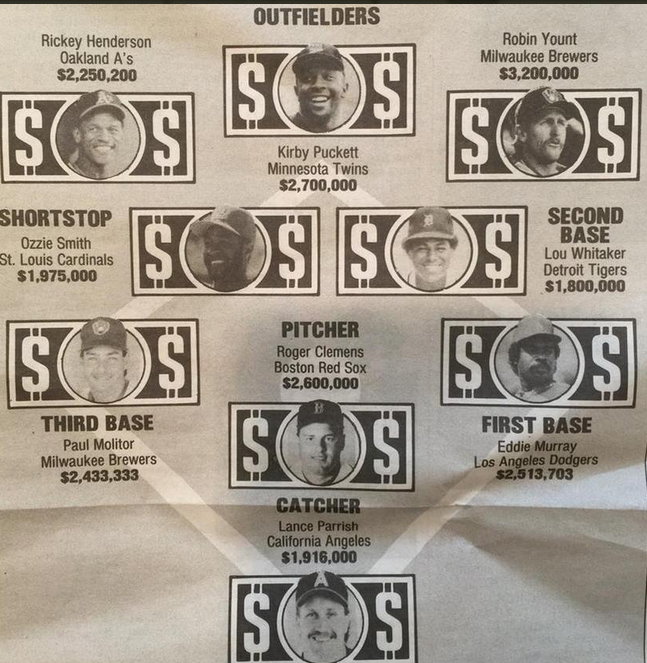 OUTFIELDERS
Rickey Henderson
Oakland A's
$2,250,200
Robin Yount
Milwaukee Brewers
$3,200,000
$ $
$ $
$ $
Kirby Puckett
Minnesota Twins
$2,700,000
SHORTSTOP
Ozzie Smith
St. Louis Cardinals
$1,975,000
$ $
$ $
SECOND
BASE
Lou Whitaker
Detroit Tigers
$1,800,000
$ $
THIRD BASE
Paul Molitor
Milwaukee Brewers
$2,433,333
PITCHER
Roger Clemens
Boston Red Sox
$2,600,000
$ $
$ $
FIRST BASE
Eddie Murray
Los Angeles Dodgers
$2,513,703
CATCHER
Lance Parrish
California Angeles
$1,916,000
$ $